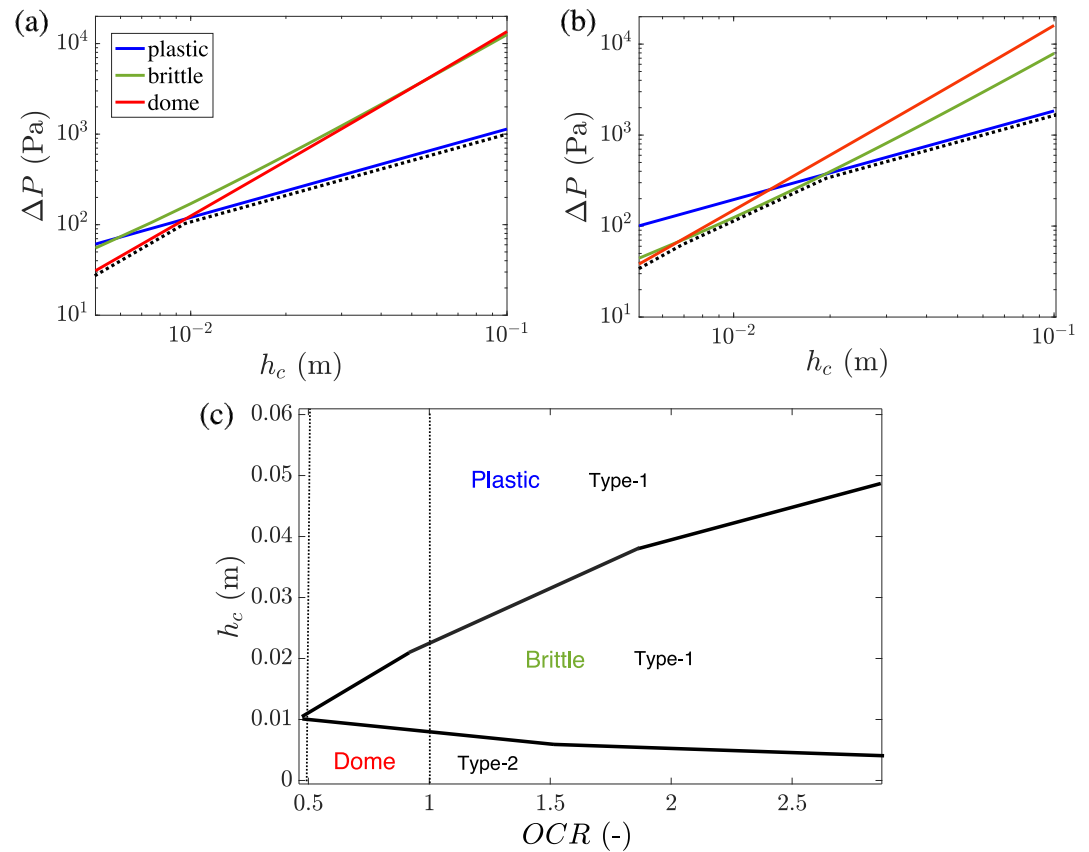 (a)
10^4
10^3
10^2
10^1
ΔP (Pa)
plastic
brittle
dome
10^-2
10^-1
h_c (m)
(b)
10^4
10^3
10^2
10^1
ΔP (Pa)
10^-2
10^-1
h_c (m)
(c)
0.06
0.05
0.04
0.03
0.02
0.01
0
h_c (m)
Plastic Type-1
Brittle Type-1
Dome Type-2
0.5 1 1.5 2 2.5
OCR (-)